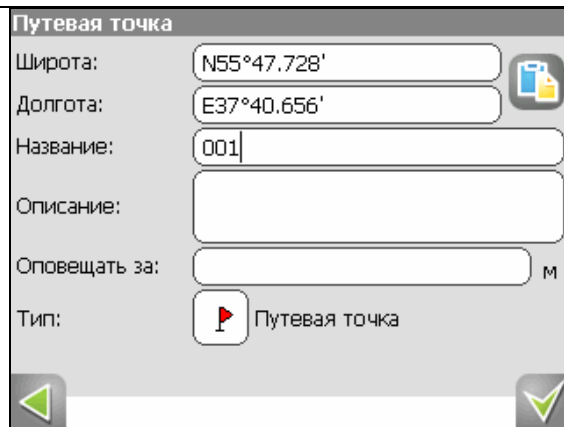 Путевая точка
Широта: N55°47.728'
Долгота: E37°40.656'
Название: 001
Описание:
Оповещать за: м
Тип: Путевая точка